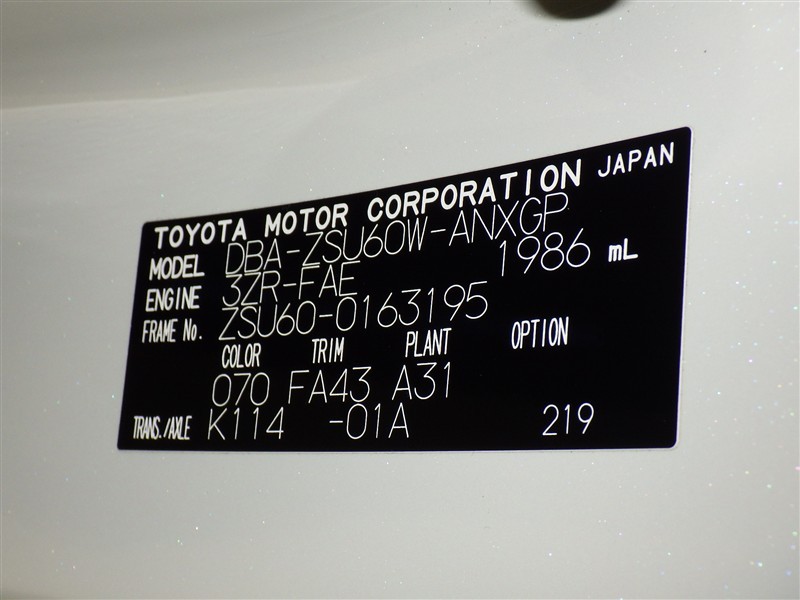 TOYOTA MOTOR CORPORATION JAPAN
MODEL DBA-ZSU60W-ANXGP
ENGINE 3ZR-FAE 1986 mL
FRAME No. ZSU60-0163195
COLOR TRIM PLANT OPTION
070 FA43 A31
TRANS./AXLE K114 -01A 219